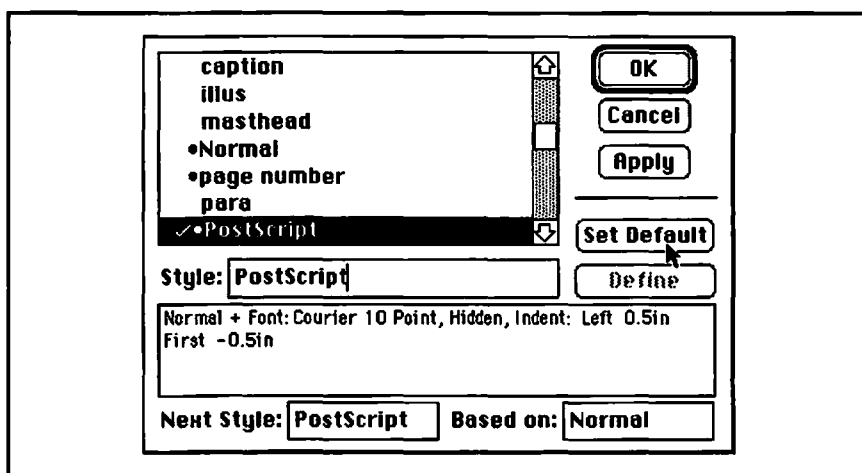 caption
illus
masthead
•Normal
•page number
para
✓•PostScript
OK
Cancel
Apply
Set Default
Define
Style: PostScript
Normal + Font: Courier 10 Point, Hidden, Indent: Left 0.5in
First -0.5in
Next Style: PostScript Based on: Normal